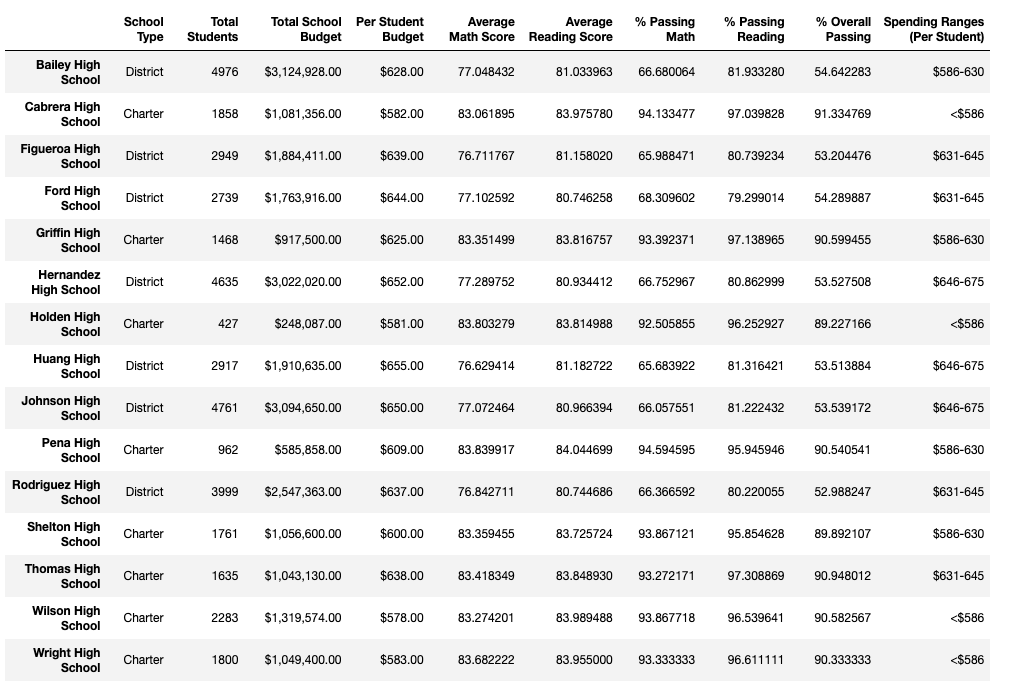 School Type Total Students Total School Budget Per Student Budget Average Math Score Average Reading Score % Passing Math % Passing Reading % Overall Passing Spending Ranges (Per Student)
Bailey High School District 4976 $3,124,928.00 $628.00 77.048432 81.033963 66.680064 81.933280 54.642283 $586-630
Cabrera High School Charter 1858 $1,081,356.00 $582.00 83.061895 83.975780 94.133477 97.039828 91.334769 <$586
Figueroa High School District 2949 $1,884,411.00 $639.00 76.711767 81.158020 65.988471 80.739234 53.204476 $631-645
Ford High School District 2739 $1,763,916.00 $644.00 77.102592 80.746258 68.309602 79.299014 54.289887 $631-645
Griffin High School Charter 1468 $917,500.00 $625.00 83.351499 83.816757 93.392371 97.138965 90.599455 $586-630
Hernandez High School District 4635 $3,022,020.00 $652.00 77.289752 80.934412 66.752967 80.862999 53.527508 $646-675
Holden High School Charter 427 $248,087.00 $581.00 83.803279 83.814988 92.505855 96.252927 89.227166 <$586
Huang High School District 2917 $1,910,635.00 $655.00 76.629414 81.182722 65.683922 81.316421 53.513884 $646-675
Johnson High School District 4761 $3,094,650.00 $650.00 77.072464 80.966394 66.057551 81.222432 53.539172 $646-675
Pena High School Charter 962 $585,858.00 $609.00 83.839917 84.044699 94.594595 95.945946 90.540541 $586-630
Rodriguez High School District 3999 $2,547,363.00 $637.00 76.842711 80.744686 66.366592 80.220055 52.988247 $631-645
Shelton High School Charter 1761 $1,056,600.00 $600.00 83.359455 83.725724 93.867121 95.854628 89.892107 $586-630
Thomas High School Charter 1635 $1,043,130.00 $638.00 83.418349 83.848930 93.272171 97.308869 90.948012 $631-645
Wilson High School Charter 2283 $1,319,574.00 $578.00 83.274201 83.989488 93.867718 96.539641 90.582567 <$586
Wright High School Charter 1800 $1,049,400.00 $583.00 83.682222 83.955000 93.333333 96.611111 90.333333 <$586